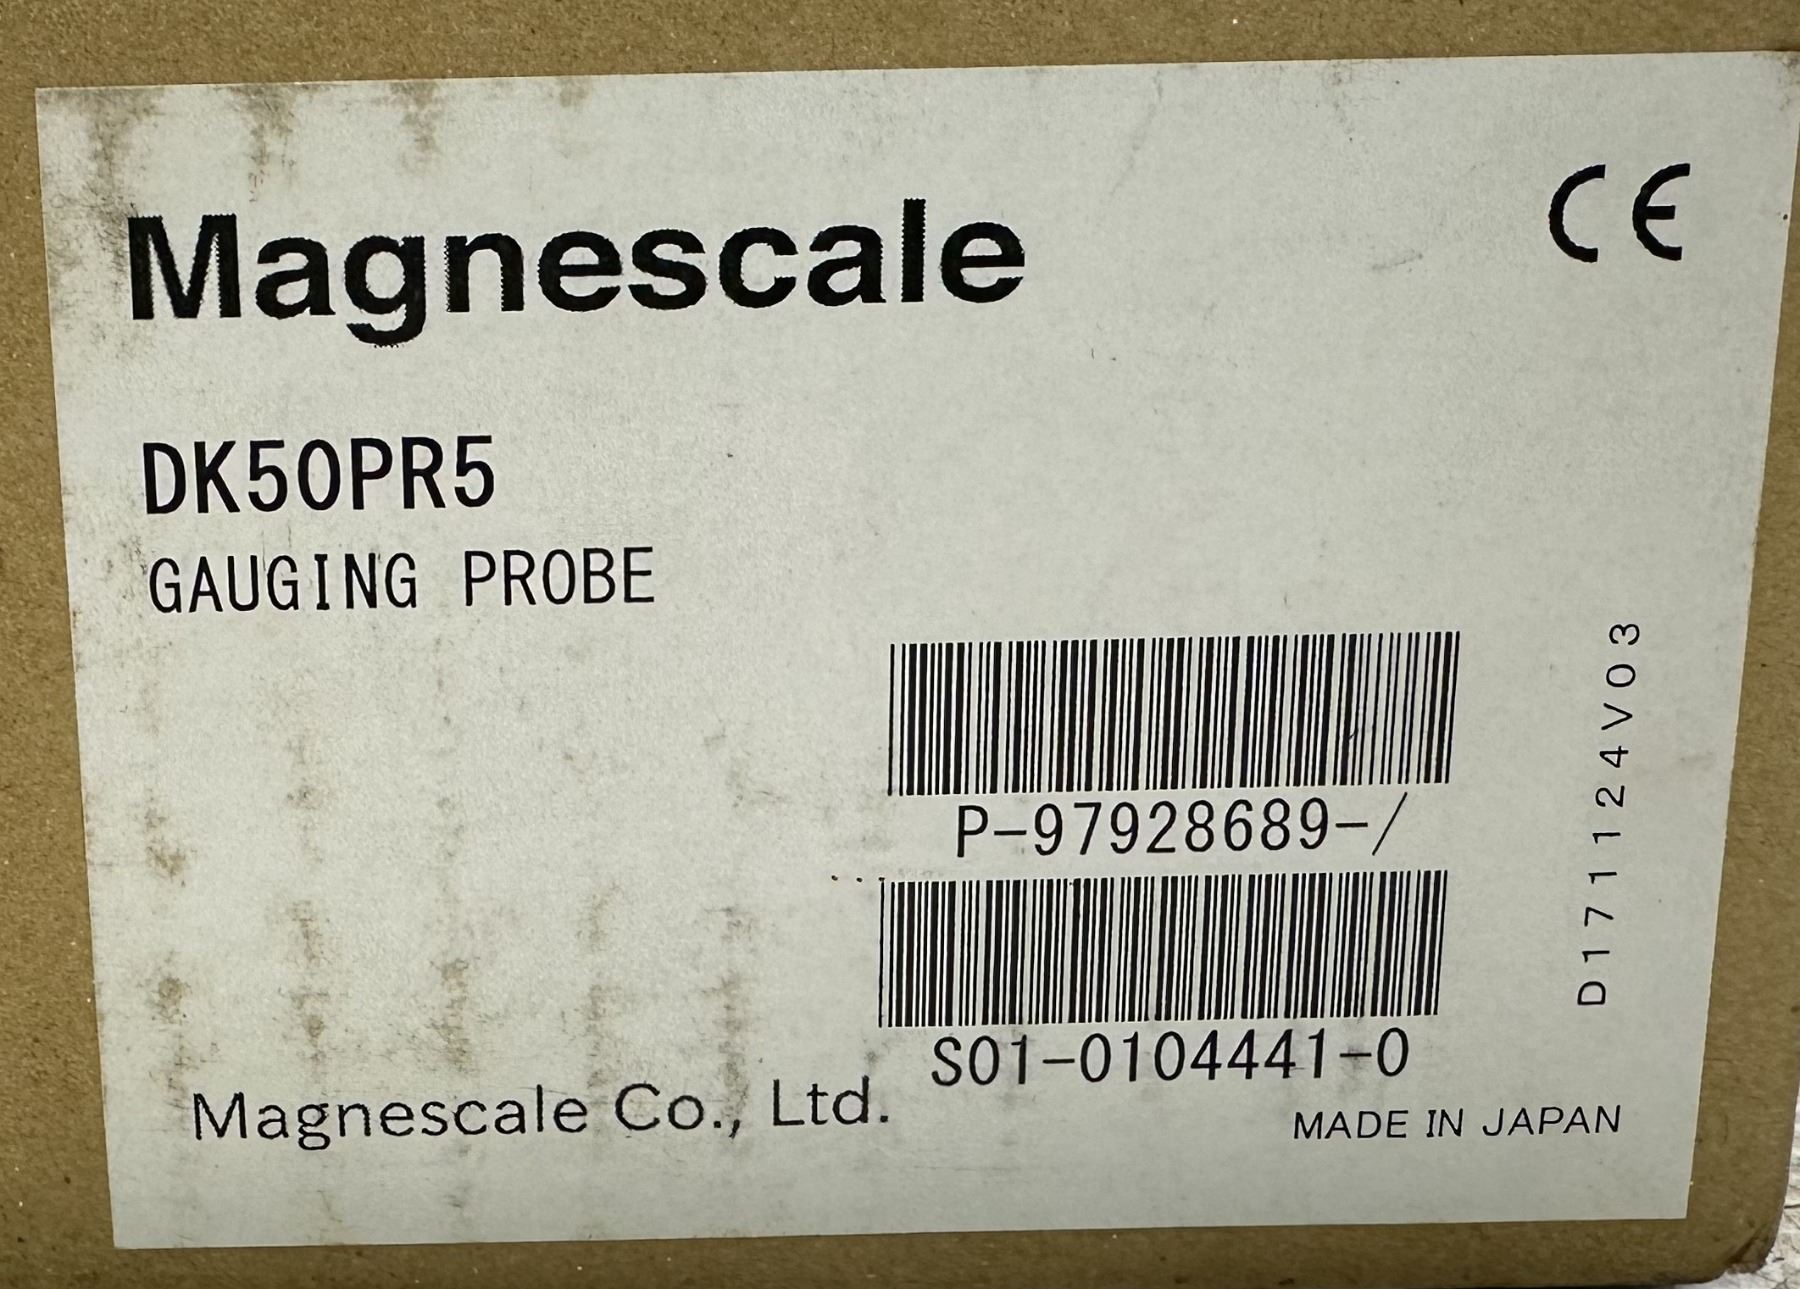 Magnescale
CE
DK50PR5
GAUGING PROBE
P-97928689-/
S01-0104441-0
D171124V03
Magnescale Co., Ltd.
MADE IN JAPAN